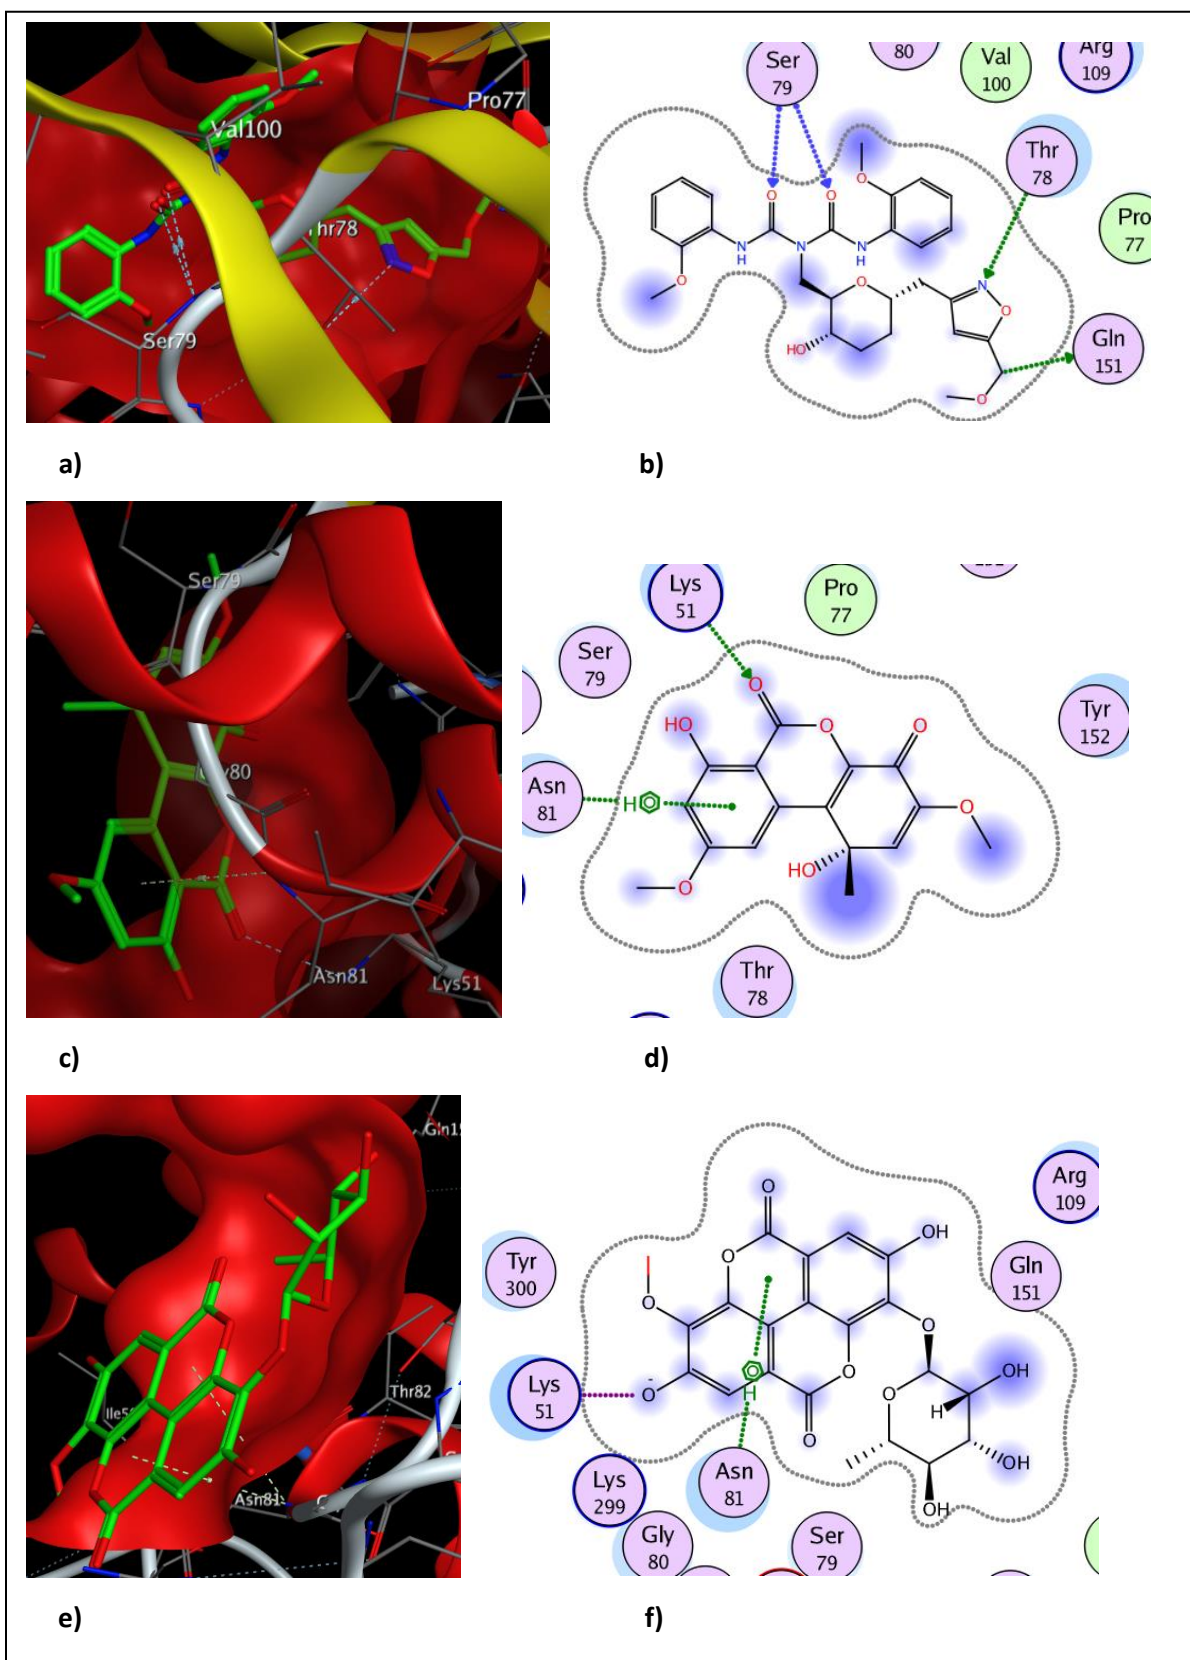 Val100
Pro77
Thr78
Ser79
Ser
79
80
Val
100
Arg
109
Thr
78
Pro
77
Gln
151
O
O
O
O
N
H
N
N
H
O
O
HO
N
O
O
a)
b)
Ser79
Gly80
Asn81
Lys51
Lys
51
Pro
77
Ser
79
Tyr
152
Asn
81
Thr
78
O
HO
O
O
O
H
HO
O
c)
d)
Thr82
Asn81
Tyr
300
Arg
109
Gln
151
Lys
51
Lys
299
Asn
81
Gly
80
Ser
79
O
O
OH
O
O
O
O
-
H
O
O
OH
H
OH
OH
e)
f)